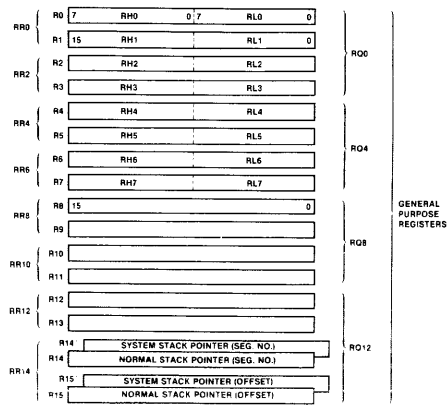 RR0 R0 7 RH0 0 7 RL0 0
R1 15 RH1 RL1 0
RQ0
RR2 R2 RH2 RL2
R3 RH3 RL3
RR4 R4 RH4 RL4
R5 RH5 RL5
RQ4
RR6 R6 RH6 RL6
R7 RH7 RL7
RR8 R8 15 0
R9
RQ8
GENERAL
PURPOSE
REGISTERS
RR10 R10
R11
RR12 R12
R13
RQ12
RR14 R14 SYSTEM STACK POINTER (SEG. NO.)
R14 NORMAL STACK POINTER (SEG. NO.)
R15 SYSTEM STACK POINTER (OFFSET)
R15 NORMAL STACK POINTER (OFFSET)